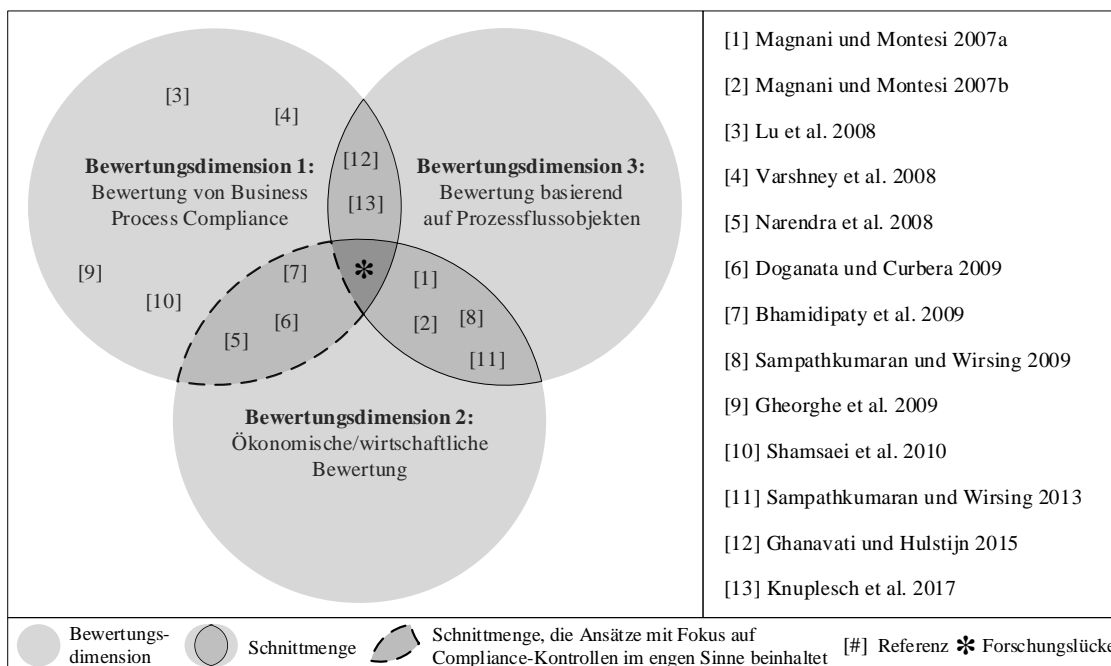 [3]
[4]
Bewertungsdimension 1:
Bewertung von Business
Process Compliance
[12]
[13]
Bewertungsdimension 3:
Bewertung basierend
auf Prozessflussobjekten
[9]
[10]
[7]
[5]
[6]
*
[1]
[2]
[8]
[11]
Bewertungsdimension 2:
Ökonomische/wirtschaftliche
Bewertung
[1] Magnani und Montesi 2007a
[2] Magnani und Montesi 2007b
[3] Lu et al. 2008
[4] Varshney et al. 2008
[5] Narendra et al. 2008
[6] Doganata und Curbera 2009
[7] Bhamidipaty et al. 2009
[8] Sampathkumaran und Wirsing 2009
[9] Gheorghe et al. 2009
[10] Shamsaei et al. 2010
[11] Sampathkumaran und Wirsing 2013
[12] Ghanavati und Hulstijn 2015
[13] Knuplesch et al. 2017
Bewertungs-
dimension
Schnittmenge
Schnittmenge, die Ansätze mit Fokus auf
Compliance-Kontrollen im engen Sinne beinhaltet
[#] Referenz
* Forschungslücke